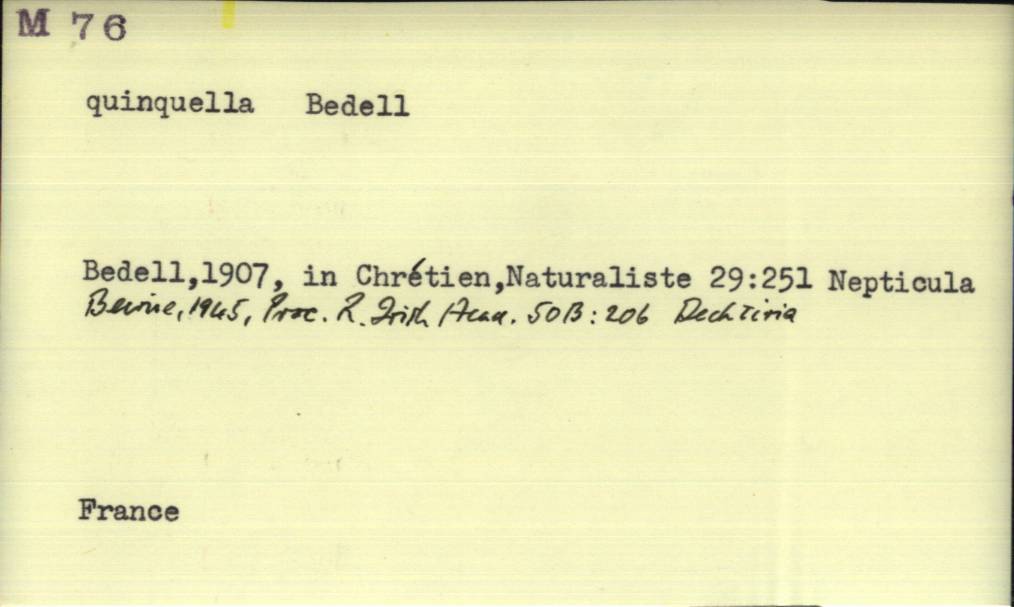 M 76
quinquella Bedell
Bedell,1907, in Chrétien,Naturaliste 29:251 Nepticula
Beirne, 1945, Proc. R. Irish Acad. 50B: 206 Dechtiria
France